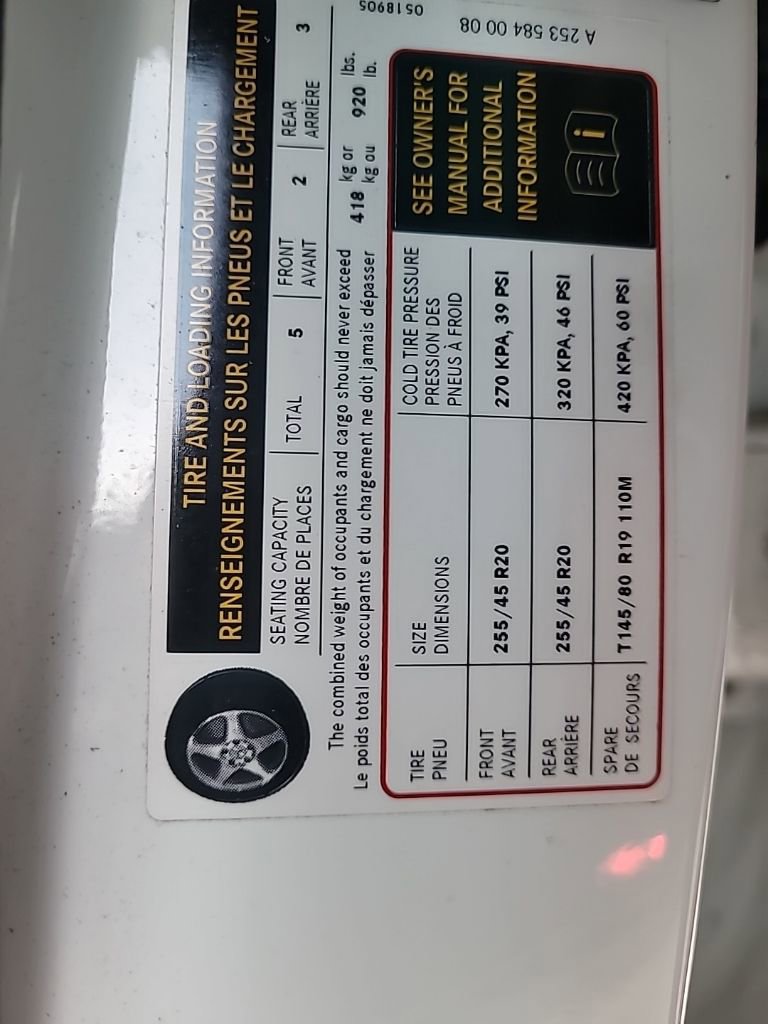 TIRE AND LOADING INFORMATION
RENSEIGNEMENTS SUR LES PNEUS ET LE CHARGEMENT
SEATING CAPACITY
NOMBRE DE PLACES
TOTAL 5
FRONT
AVANT
2
REAR
ARRIÈRE
3
The combined weight of occupants and cargo should never exceed 418 kg or 920 lbs.
Le poids total des occupants et du chargement ne doit jamais dépasser kg ou lb.
TIRE
PNEU
SIZE
DIMENSIONS
COLD TIRE PRESSURE
PRESSION DES
PNEUS À FROID
FRONT
AVANT
255/45 R20
270 KPA, 39 PSI
REAR
ARRIÈRE
255/45 R20
320 KPA, 46 PSI
SPARE
DE SECOURS
T145/80 R19 110M
420 KPA, 60 PSI
SEE OWNER'S
MANUAL FOR
ADDITIONAL
INFORMATION
i
A 253 584 00 08
0518905